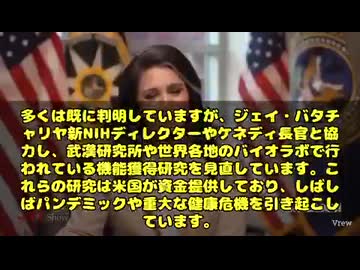 多くは既に判明していますが、ジェイ・バタチ
ャリヤ新NIHディレクターやケネディ長官と協
力し、武漢研究所や世界各地のバイオラボで行
われている機能獲得研究を見直しています。こ
れらの研究は米国が資金提供しており、しばし
ばパンデミックや重大な健康危機を引き起こし
ています。
Show
Vrew